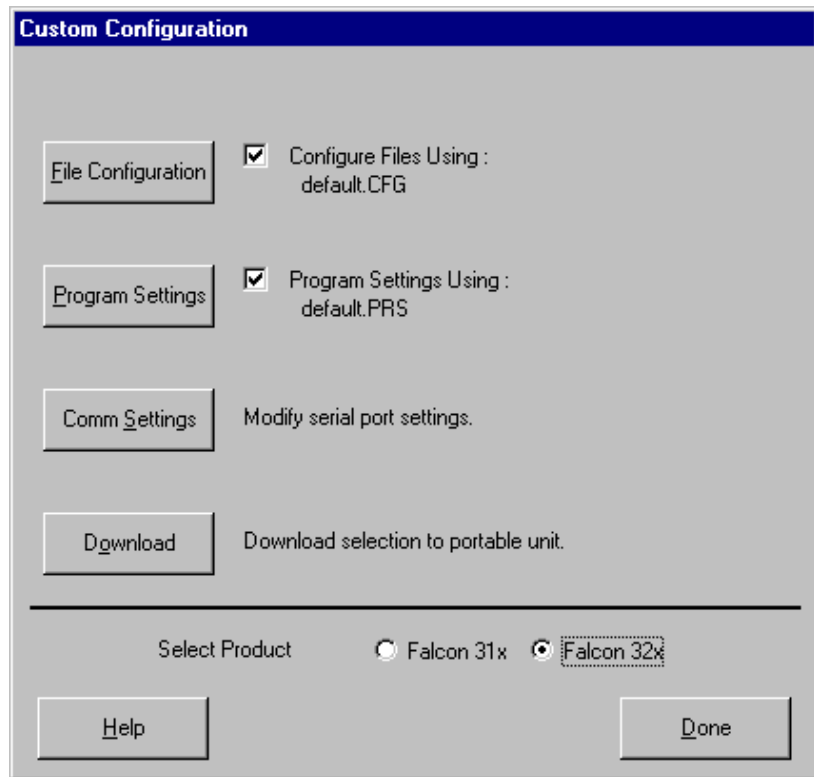 Custom Configuration
File Configuration
Configure Files Using :
default.CFG
Program Settings
Program Settings Using :
default.PRS
Comm Settings
Modify serial port settings.
Download
Download selection to portable unit.
Select Product
Falcon 31x
Falcon 32x
Help
Done